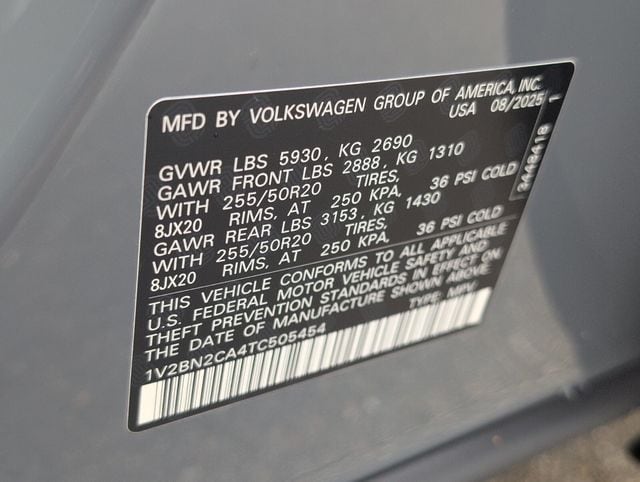 MFD BY VOLKSWAGEN GROUP OF AMERICA, INC.
USA 08/2025
GVWR LBS 5930, KG 2690
GAWR FRONT LBS 2888, KG 1310
WITH 255/50R20 TIRES,
8JX20 RIMS, AT 250 KPA, 36 PSI COLD
GAWR REAR LBS 3153, KG 1430
WITH 255/50R20 TIRES,
8JX20 RIMS, AT 250 KPA, 36 PSI COLD
THIS VEHICLE CONFORMS TO ALL APPLICABLE
U.S. FEDERAL MOTOR VEHICLE SAFETY AND
THEFT PREVENTION STANDARDS IN EFFECT ON
THE DATE OF MANUFACTURE SHOWN ABOVE.
1V2BN2CA4TC505454 TYPE: MPV
1